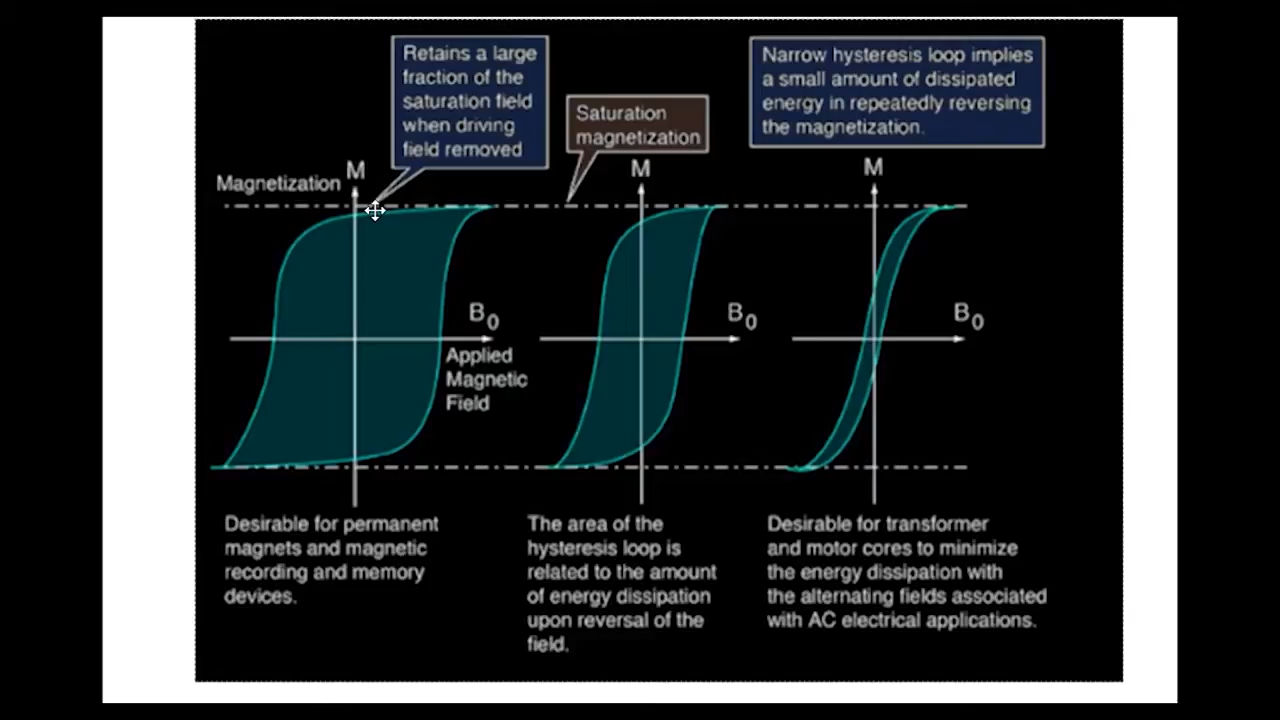 Retains a large
fraction of the
saturation field
when driving
field removed
Saturation
magnetization
Narrow hysteresis loop implies
a small amount of dissipated
energy in repeatedly reversing
the magnetization.
Magnetization
M
M
M
B0
Applied
Magnetic
Field
B0
B0
Desirable for permanent
magnets and magnetic
recording and memory
devices.
The area of the
hysteresis loop is
related to the amount
of energy dissipation
upon reversal of the
field.
Desirable for transformer
and motor cores to minimize
the energy dissipation with
the alternating fields associated
with AC electrical applications.